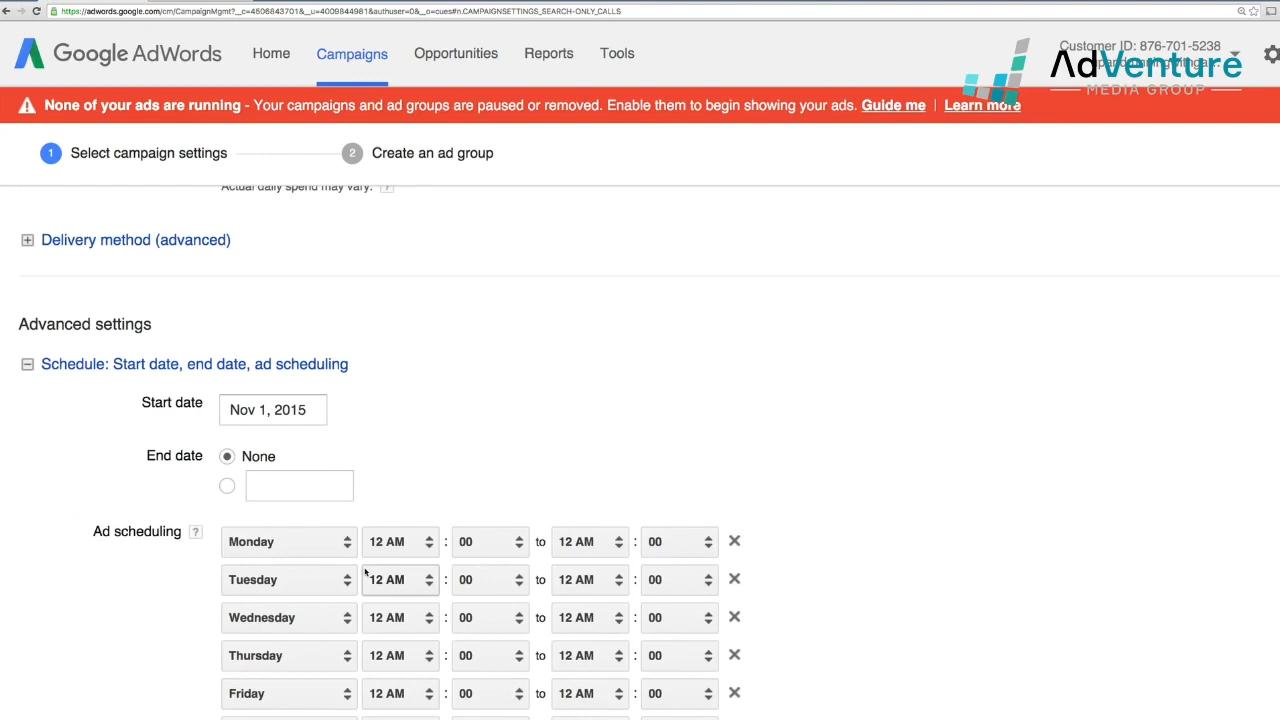 https://adwords.google.com/cm/CampaignMgmt?__c=4506843701&__u=4009844981&authuser=0&__o=cues#n.CAMPAIGNSETTINGS_SEARCH-ONLY_CALLS
Google AdWords Home Campaigns Opportunities Reports Tools
Customer ID: 876-701-5238
AdVenture
MEDIA GROUP
None of your ads are running - Your campaigns and ad groups are paused or removed. Enable them to begin showing your ads. Guide me | Learn more
1 Select campaign settings 2 Create an ad group
Actual daily spend may vary. ?
Delivery method (advanced)
Advanced settings
Schedule: Start date, end date, ad scheduling
Start date Nov 1, 2015
End date None
Ad scheduling ? Monday 12 AM : 00 to 12 AM : 00
Tuesday 12 AM : 00 to 12 AM : 00
Wednesday 12 AM : 00 to 12 AM : 00
Thursday 12 AM : 00 to 12 AM : 00
Friday 12 AM : 00 to 12 AM : 00